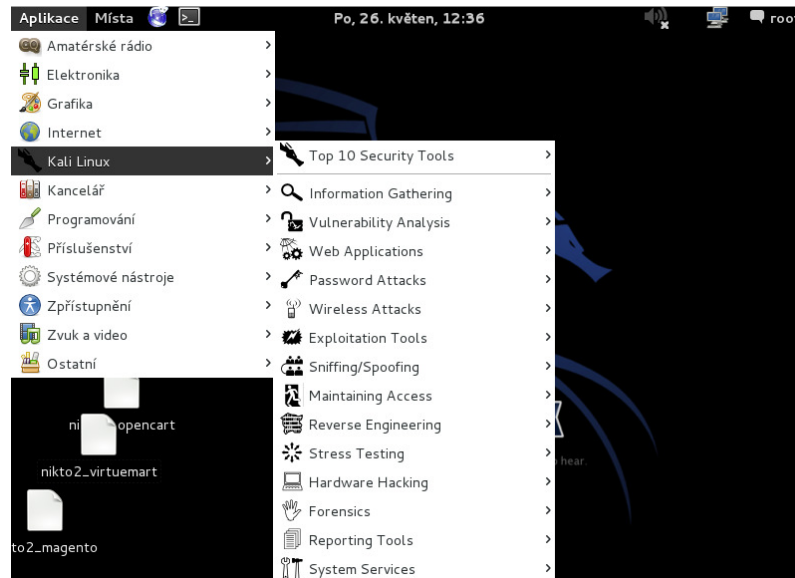 Aplikace Místa Po, 26. květen, 12:36 root
Amatérské rádio
Elektronika
Grafika
Internet
Kali Linux
Kancelář
Programování
Příslušenství
Systémové nástroje
Zpřístupnění
Zvuk a video
Ostatní
Top 10 Security Tools
Information Gathering
Vulnerability Analysis
Web Applications
Password Attacks
Wireless Attacks
Exploitation Tools
Sniffing/Spoofing
Maintaining Access
Reverse Engineering
Stress Testing
Hardware Hacking
Forensics
Reporting Tools
System Services
ni opencart
nikto2_virtuemart
to2_magento
hear.